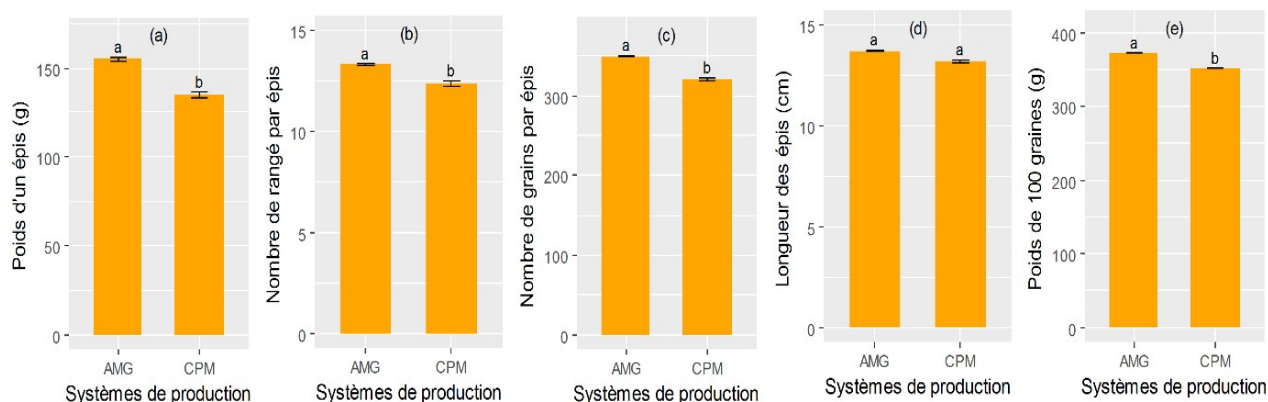 (a)
Poids d'un épis (g)
150
100
50
0
a
b
AMG CPM
Systèmes de production
(b)
Nombre de rangé par épis
15
10
5
0
a
b
AMG CPM
Systèmes de production
(c)
Nombre de grains par épis
300
200
100
0
a
b
AMG CPM
Systèmes de production
(d)
Longueur des épis (cm)
15
10
5
0
a
a
AMG CPM
Systèmes de production
(e)
Poids de 100 graines (g)
400
300
200
100
0
a
b
AMG CPM
Systèmes de production